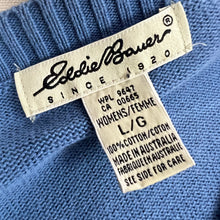 Eddie Bauer®
SINCE 1920
WPL 9647
CA 00665
WOMENS/FEMME
L/G
100% COTTON/COTON
MADE IN AUSTRALIA
FABRIQUE EN AUSTRALIE
SEE SIDE FOR CARE